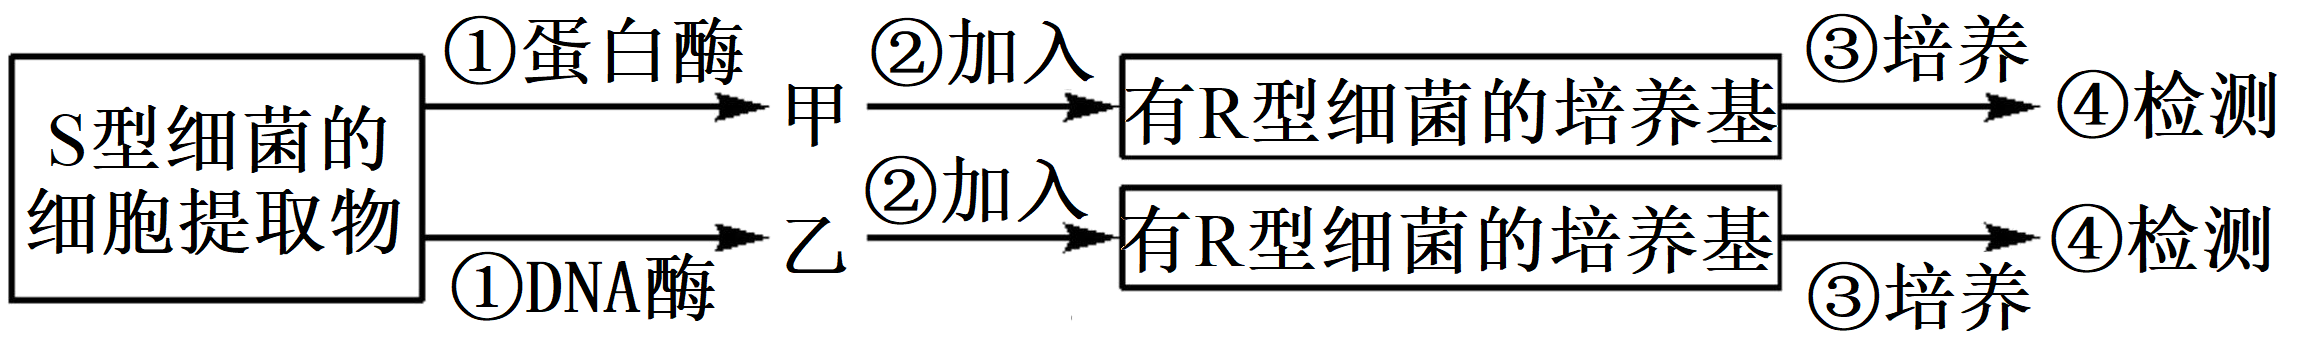 S型细菌的
细胞提取物
①蛋白酶
甲
②加入
有R型细菌的培养基
③培养
④检测
①DNA酶
乙
②加入
有R型细菌的培养基
③培养
④检测